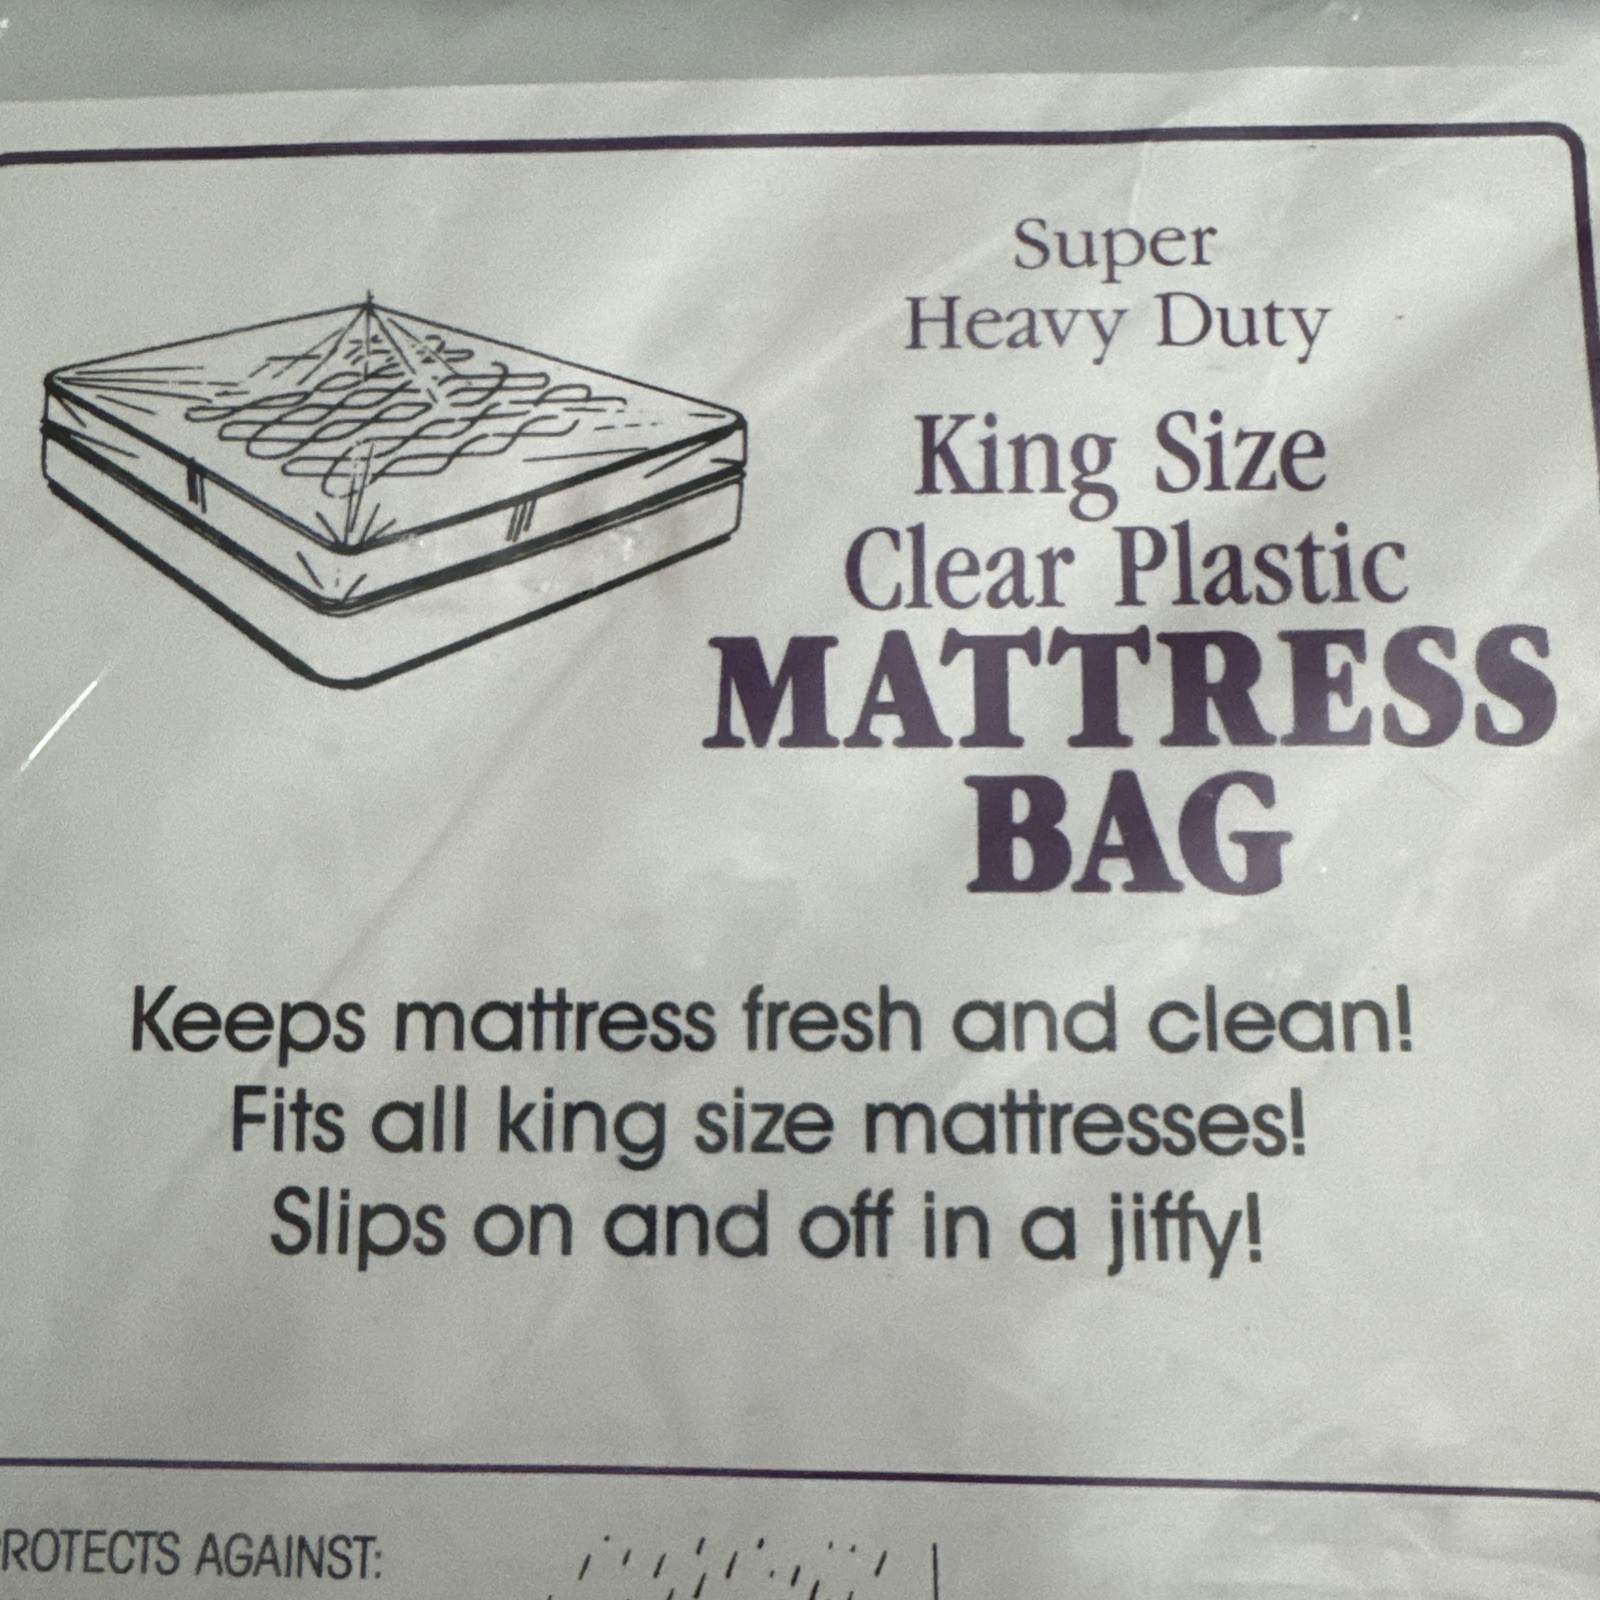 Super
Heavy Duty
King Size
Clear Plastic
MATTRESS
BAG
Keeps mattress fresh and clean!
Fits all king size mattresses!
Slips on and off in a jiffy!
ROTECTS AGAINST: